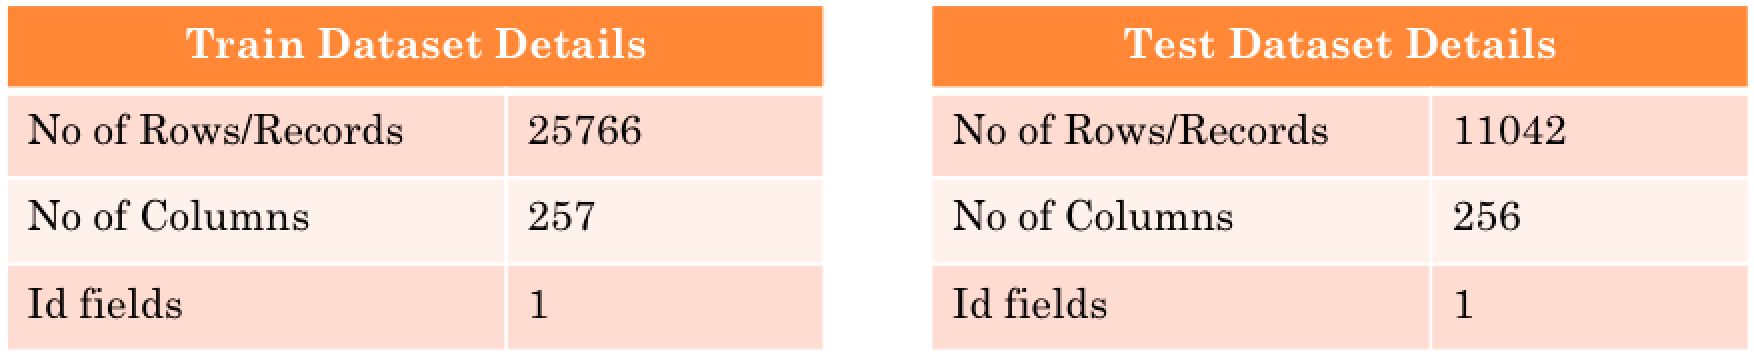 Train Dataset Details
No of Rows/Records 25766
No of Columns 257
Id fields 1
Test Dataset Details
No of Rows/Records 11042
No of Columns 256
Id fields 1